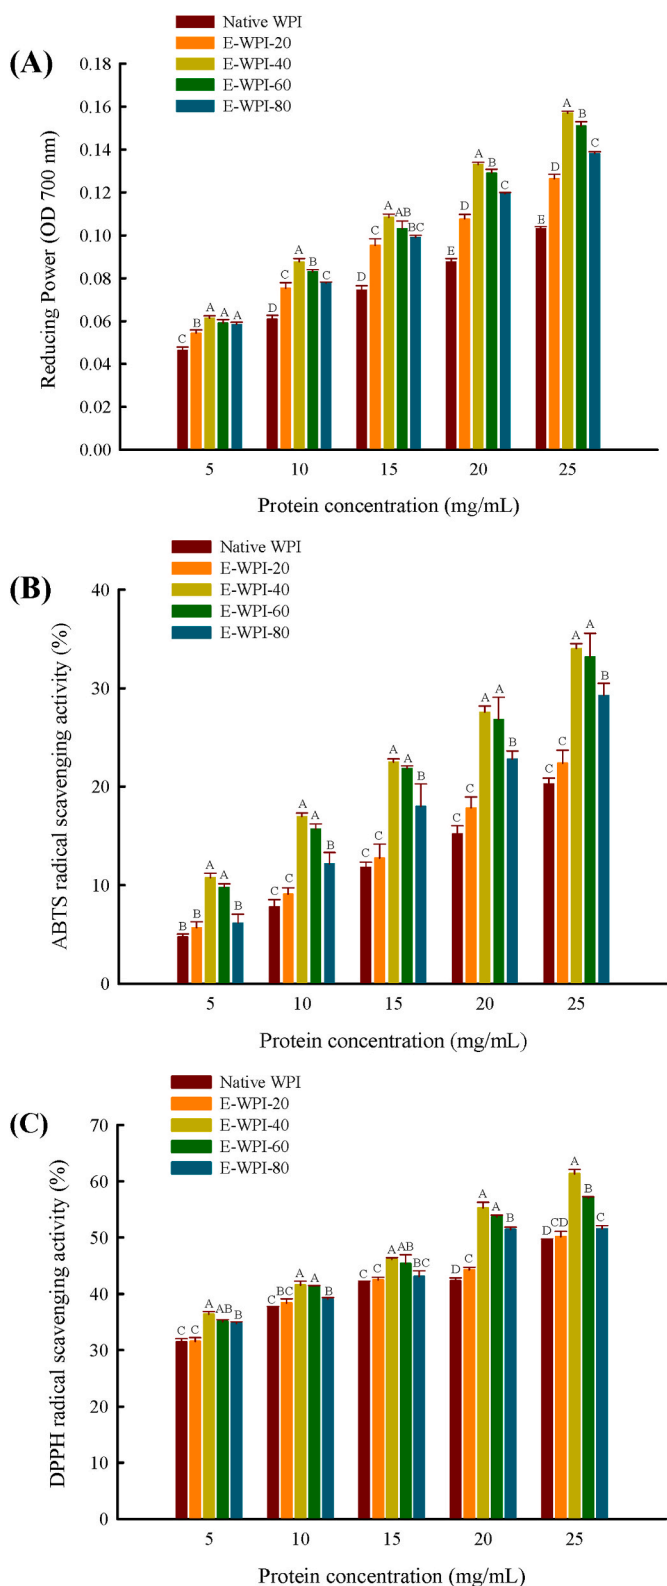 (A)
Native WPI
E-WPI-20
E-WPI-40
E-WPI-60
E-WPI-80
Reducing Power (OD 700 nm)
0.18
0.16
0.14
0.12
0.10
0.08
0.06
0.04
0.02
0.00
C B A A A
D C A B C
D C A AB BC
E D A B C
E D A B C
5 10 15 20 25
Protein concentration (mg/mL)
(B)
Native WPI
E-WPI-20
E-WPI-40
E-WPI-60
E-WPI-80
ABTS radical scavenging activity (%)
40
30
20
10
0
B B A A B
C C A A B
C C A A B
C C A A B
C C A A B
5 10 15 20 25
Protein concentration (mg/mL)
(C)
Native WPI
E-WPI-20
E-WPI-40
E-WPI-60
E-WPI-80
DPPH radical scavenging activity (%)
70
60
50
40
30
20
10
0
C C A AB B
C BC A A B
C C A AB BC
D C A A B
D CD A B C
5 10 15 20 25
Protein concentration (mg/mL)